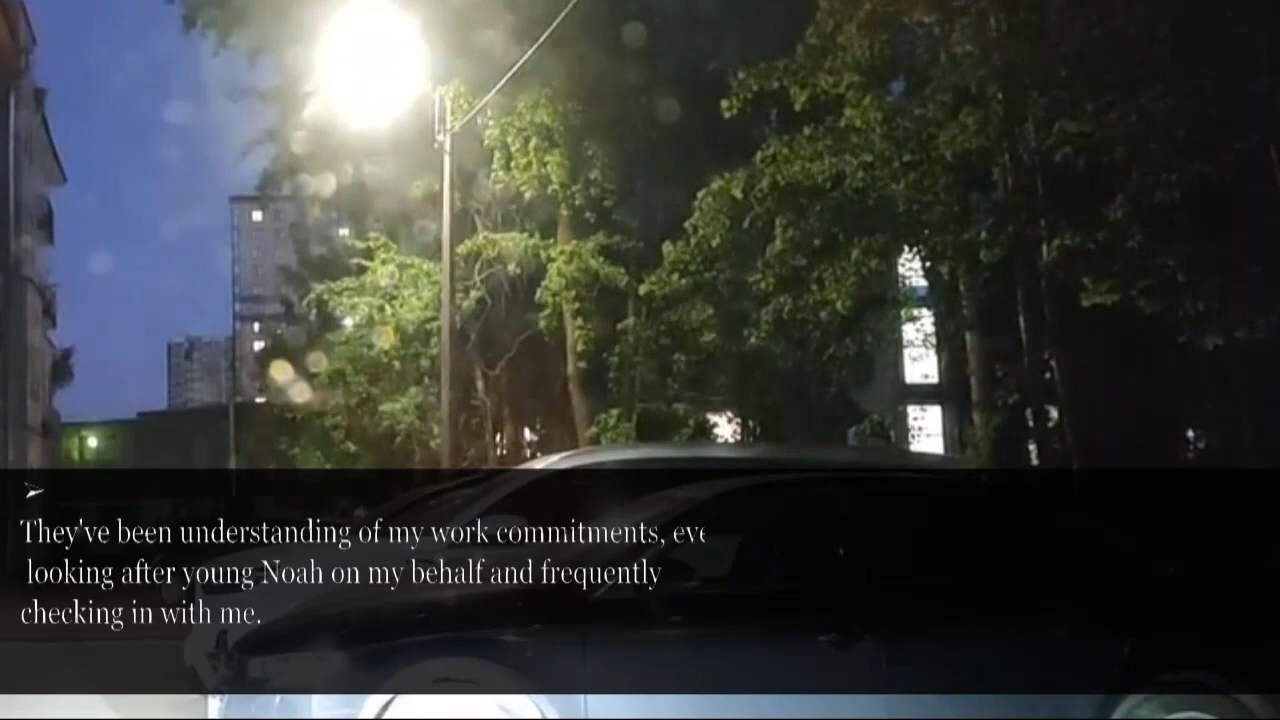 They've been understanding of my work commitments, eve
looking after young Noah on my behalf and frequently
checking in with me.